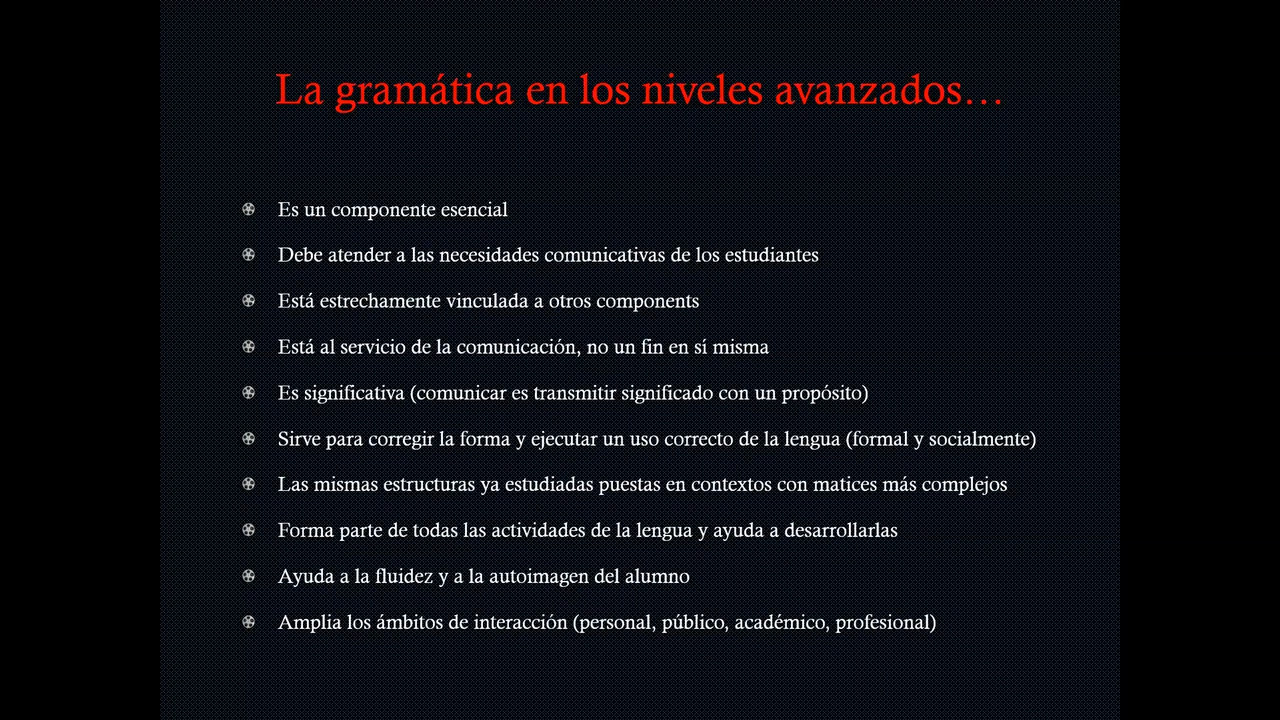 La gramática en los niveles avanzados…
Es un componente esencial
Debe atender a las necesidades comunicativas de los estudiantes
Está estrechamente vinculada a otros components
Está al servicio de la comunicación, no un fin en sí misma
Es significativa (comunicar es transmitir significado con un propósito)
Sirve para corregir la forma y ejecutar un uso correcto de la lengua (formal y socialmente)
Las mismas estructuras ya estudiadas puestas en contextos con matices más complejos
Forma parte de todas las actividades de la lengua y ayuda a desarrollarlas
Ayuda a la fluidez y a la autoimagen del alumno
Amplia los ámbitos de interacción (personal, público, académico, profesional)